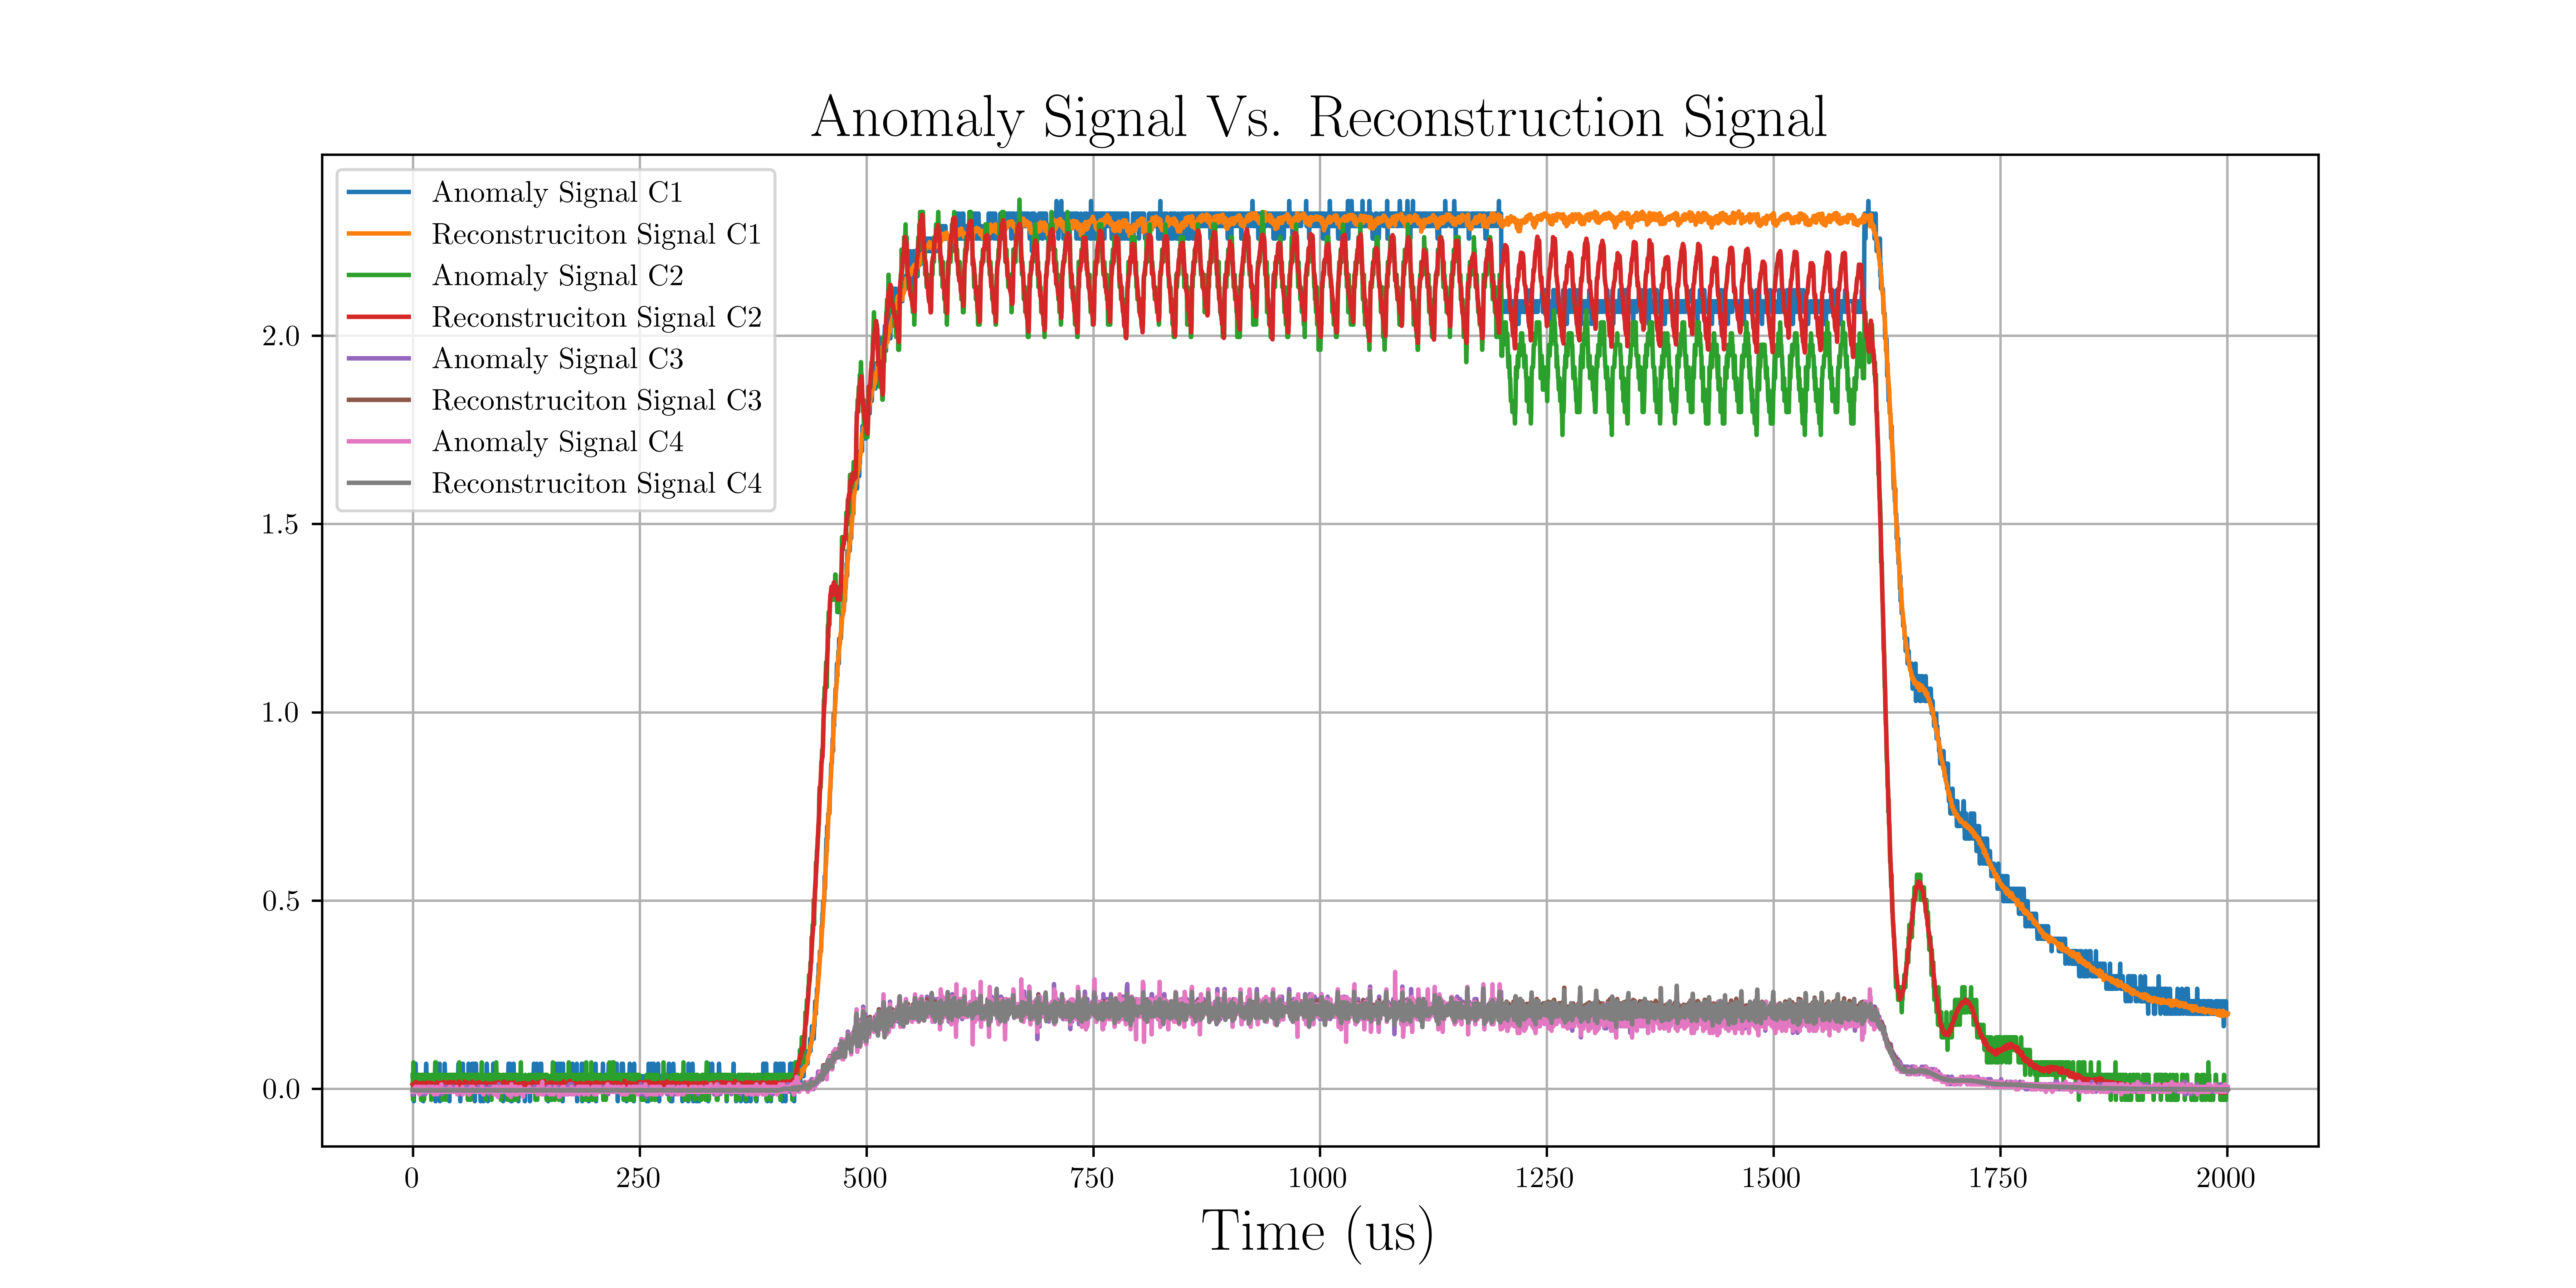 Anomaly Signal Vs. Reconstruction Signal
Anomaly Signal C1
Reconstruciton Signal C1
Anomaly Signal C2
Reconstruciton Signal C2
Anomaly Signal C3
Reconstruciton Signal C3
Anomaly Signal C4
Reconstruciton Signal C4
2.0
1.5
1.0
0.5
0.0
0 250 500 750 1000 1250 1500 1750 2000
Time (us)